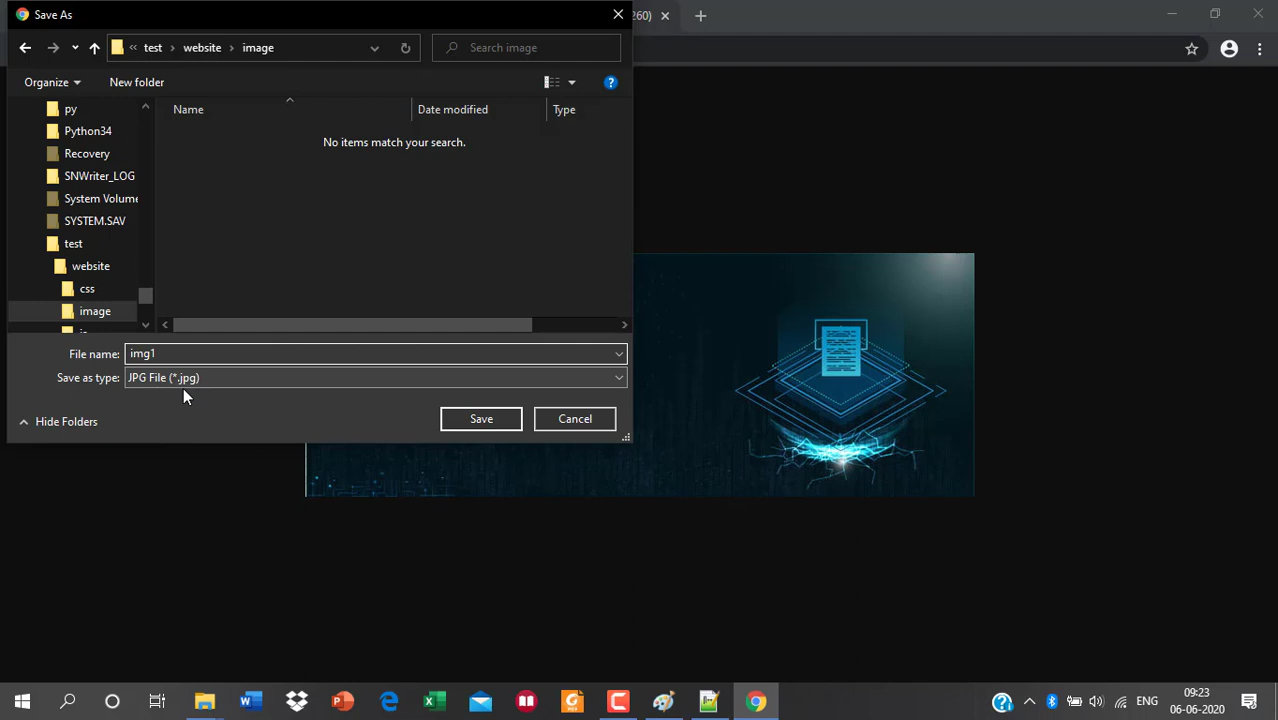 Save As
260)
test
website
image
Search image
Organize
New folder
?
Name
Date modified
Type
No items match your search.
py
Python34
Recovery
SNWriter_LOG
System Volume
SYSTEM.SAV
test
website
css
image
File name:
img1
Save as type:
JPG File (*.jpg)
Hide Folders
Save
Cancel
ENG
09:23
06-06-2020